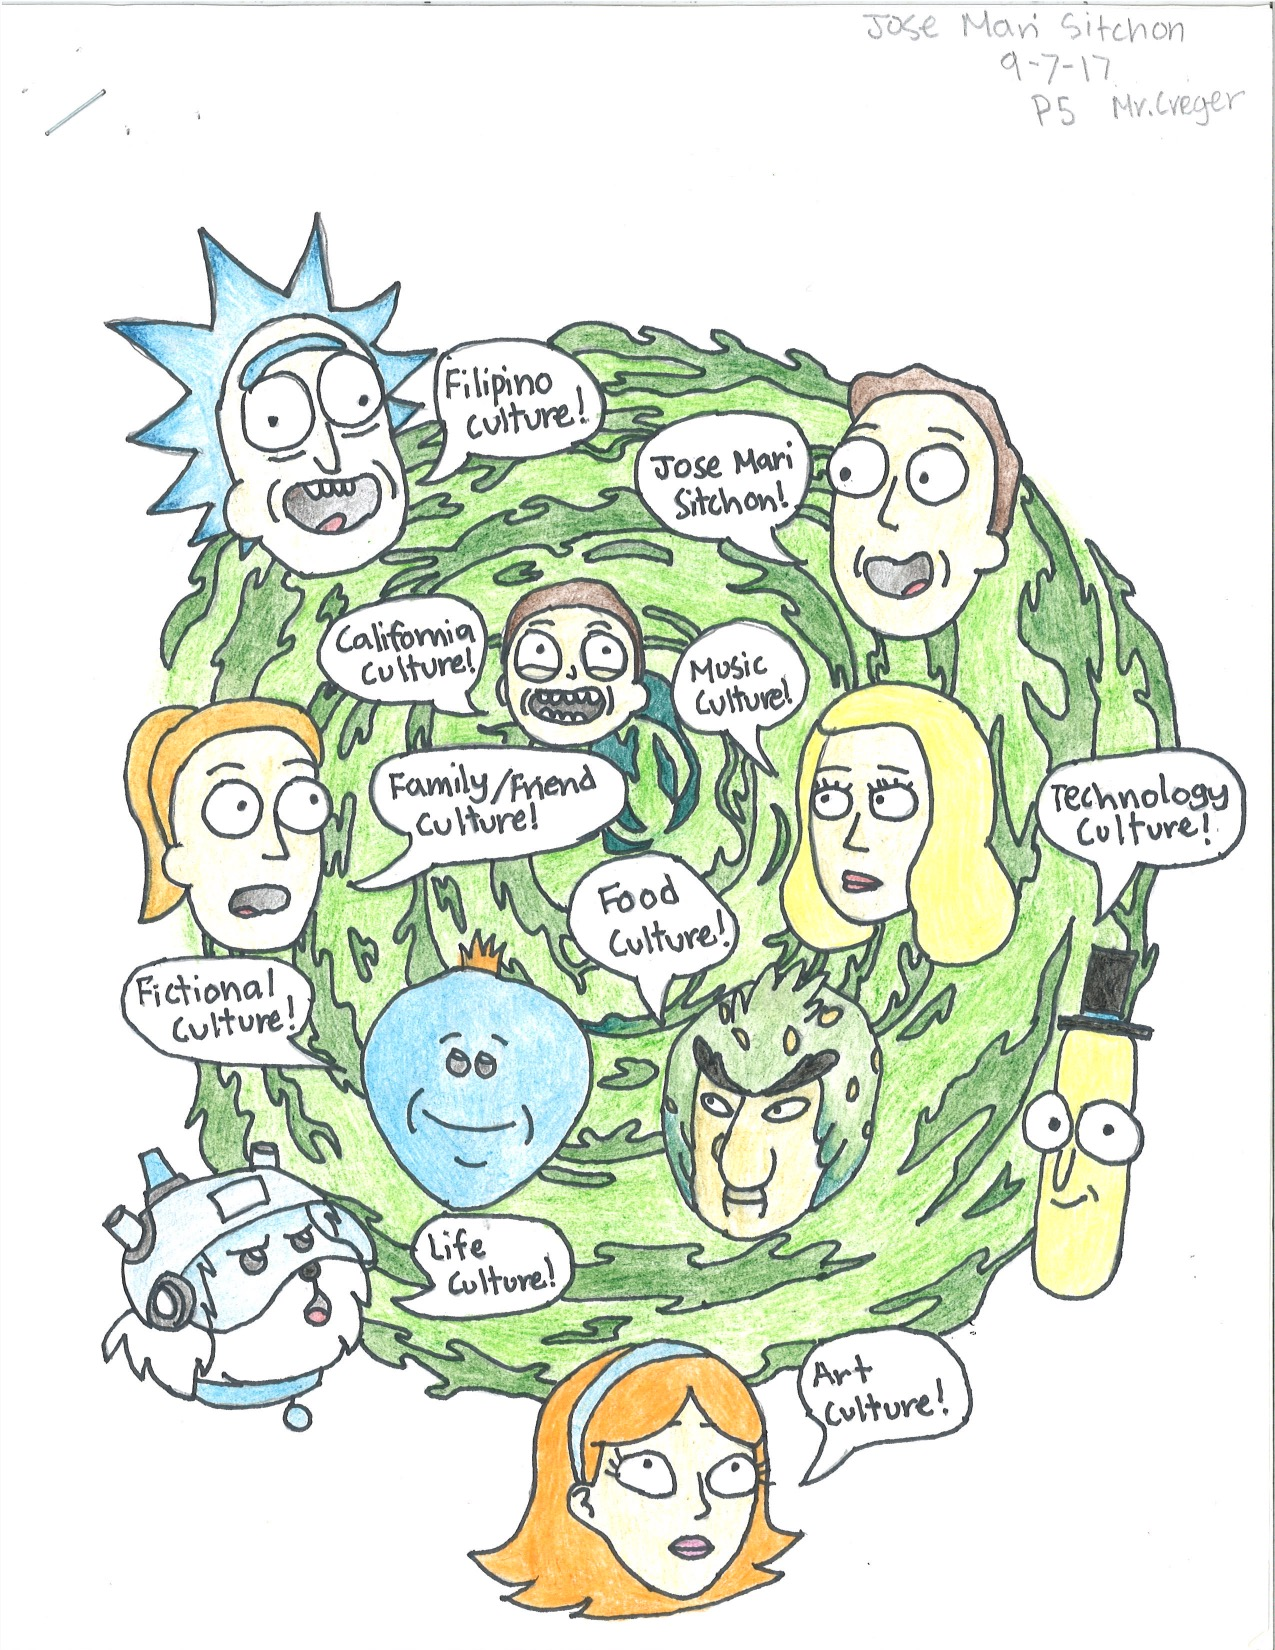 Jose Mari Sitchon
9-7-17
P5 Mr.Creger
Filipino
culture!
Jose Mari
Sitchon!
California
Culture!
Music
Culture!
Family/Friend
Culture!
Technology
Culture!
Food
Culture!
Fictional
Culture!
Life
Culture!
Art
Culture!